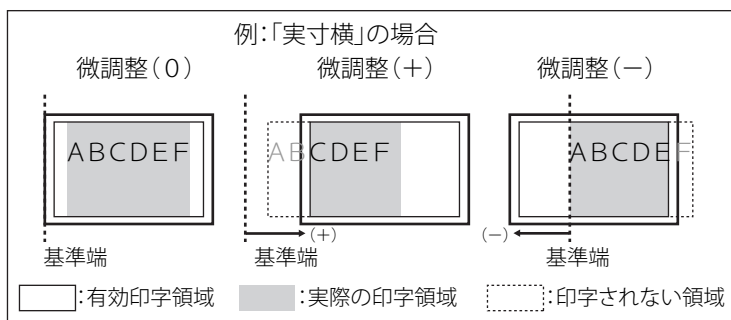 例：「実寸横」の場合
微調整（0） 微調整（＋） 微調整（－）
ABCDEF ABCDEF ABCDEF
（＋） （－）
基準端 基準端 基準端
：有効印字領域 ：実際の印字領域 ：印字されない領域